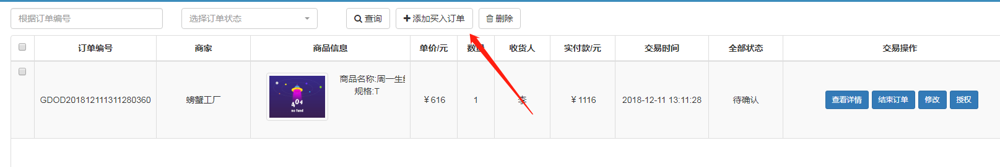 根据订单编号
选择订单状态
查询
添加买入订单
删除
订单编号
商家
商品信息
单价/元
数量
收货人
实付款/元
交易时间
全部状态
交易操作
GDOD201812111311280360
螃蟹工厂
404
no fund
商品名称:周一生
规格:T
¥616
1
李
¥1116
2018-12-11 13:11:28
待确认
查看详情
结束订单
修改
授权